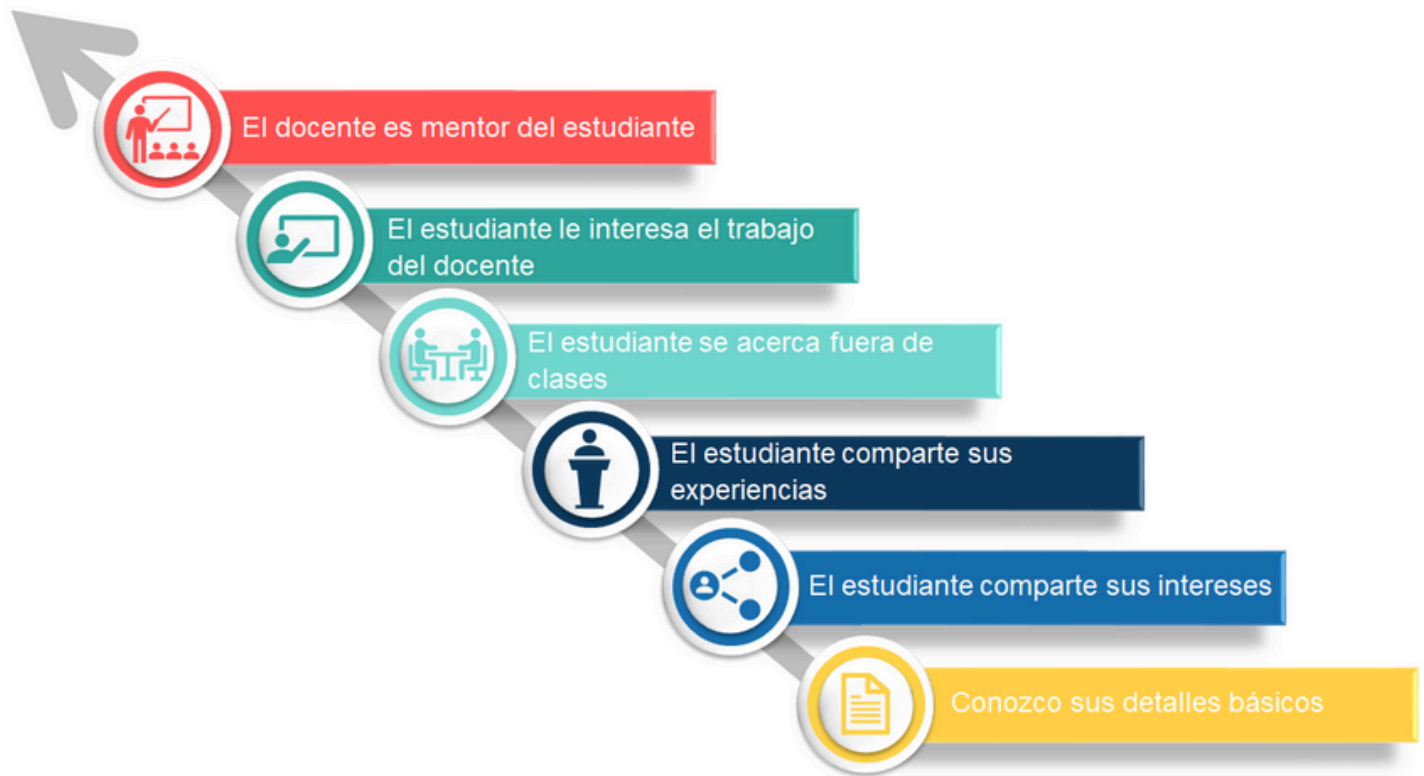 El docente es mentor del estudiante
El estudiante le interesa el trabajo
del docente
El estudiante se acerca fuera de
clases
El estudiante comparte sus
experiencias
El estudiante comparte sus intereses
Conozco sus detalles básicos